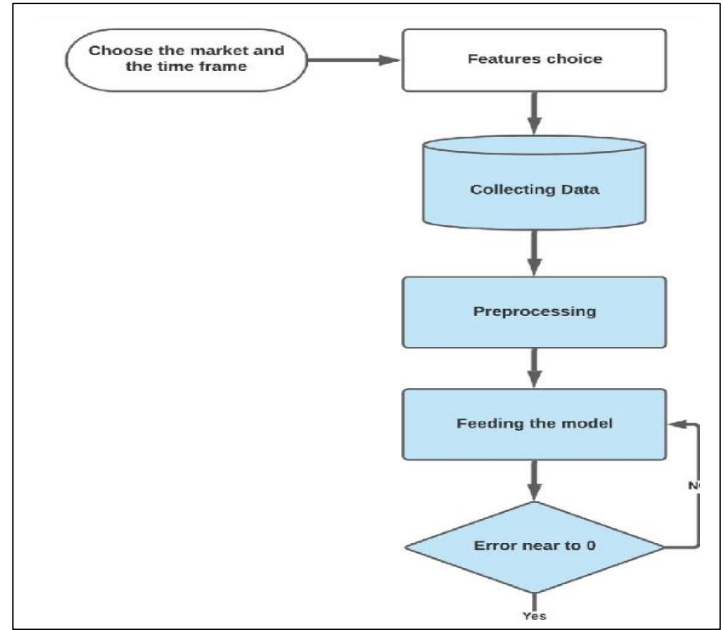 Choose the market and
the time frame
Features choice
Collecting Data
Preprocessing
Feeding the model
Error near to 0
Yes